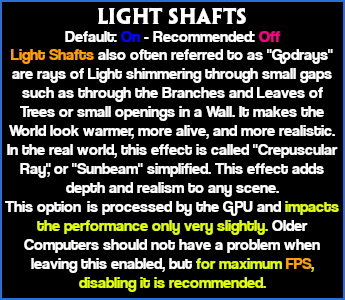 LIGHT SHAFTS
Default: On - Recommended: Off
Light Shafts also often referred to as "Godrays"
are rays of Light shimmering through small gaps
such as through the Branches and Leaves of
Trees or small openings in a Wall. It makes the
World look warmer, more alive, and more realistic.
In the real world, this effect is called "Crepuscular
Ray", or "Sunbeam" simplified. This effect adds
depth and realism to any scene.
This option is processed by the GPU and impacts
the performance only very slightly. Older
Computers should not have a problem when
leaving this enabled, but for maximum FPS,
disabling it is recommended.